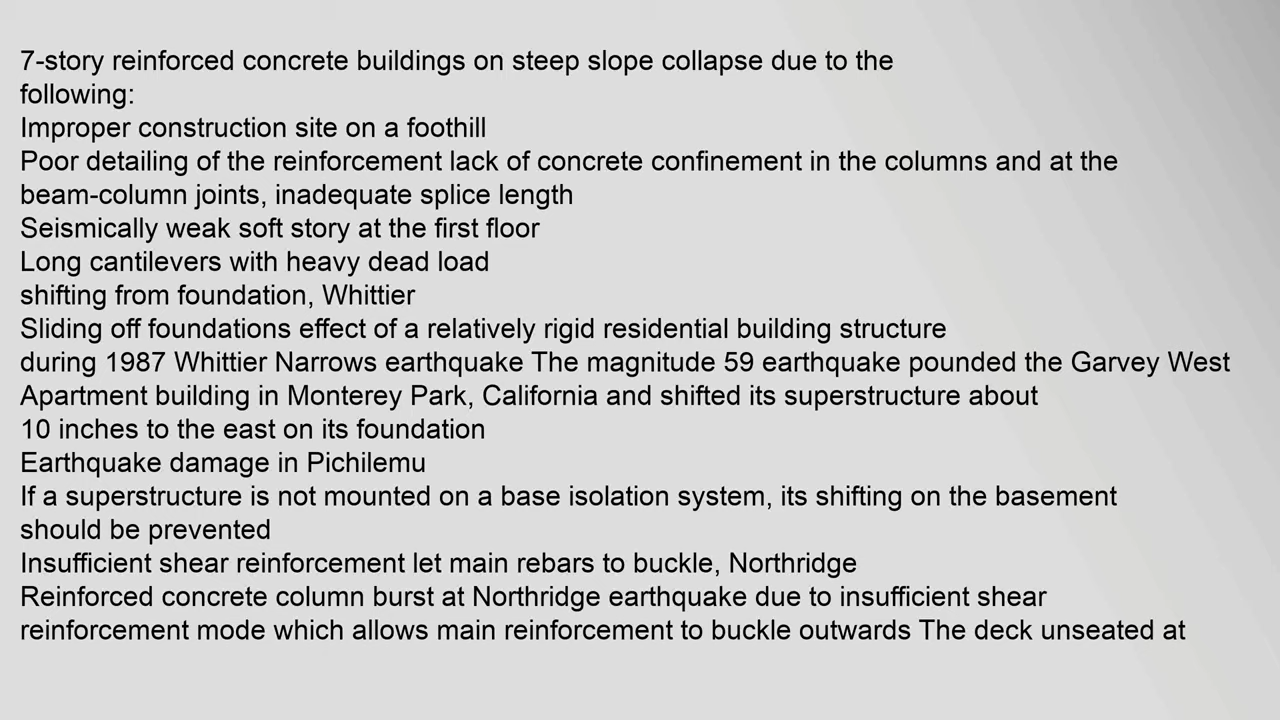 7-story reinforced concrete buildings on steep slope collapse due to the
following:
Improper construction site on a foothill
Poor detailing of the reinforcement lack of concrete confinement in the columns and at the
beam-column joints, inadequate splice length
Seismically weak soft story at the first floor
Long cantilevers with heavy dead load
shifting from foundation, Whittier
Sliding off foundations effect of a relatively rigid residential building structure
during 1987 Whittier Narrows earthquake The magnitude 59 earthquake pounded the Garvey West
Apartment building in Monterey Park, California and shifted its superstructure about
10 inches to the east on its foundation
Earthquake damage in Pichilemu
If a superstructure is not mounted on a base isolation system, its shifting on the basement
should be prevented
Insufficient shear reinforcement let main rebars to buckle, Northridge
Reinforced concrete column burst at Northridge earthquake due to insufficient shear
reinforcement mode which allows main reinforcement to buckle outwards The deck unseated at